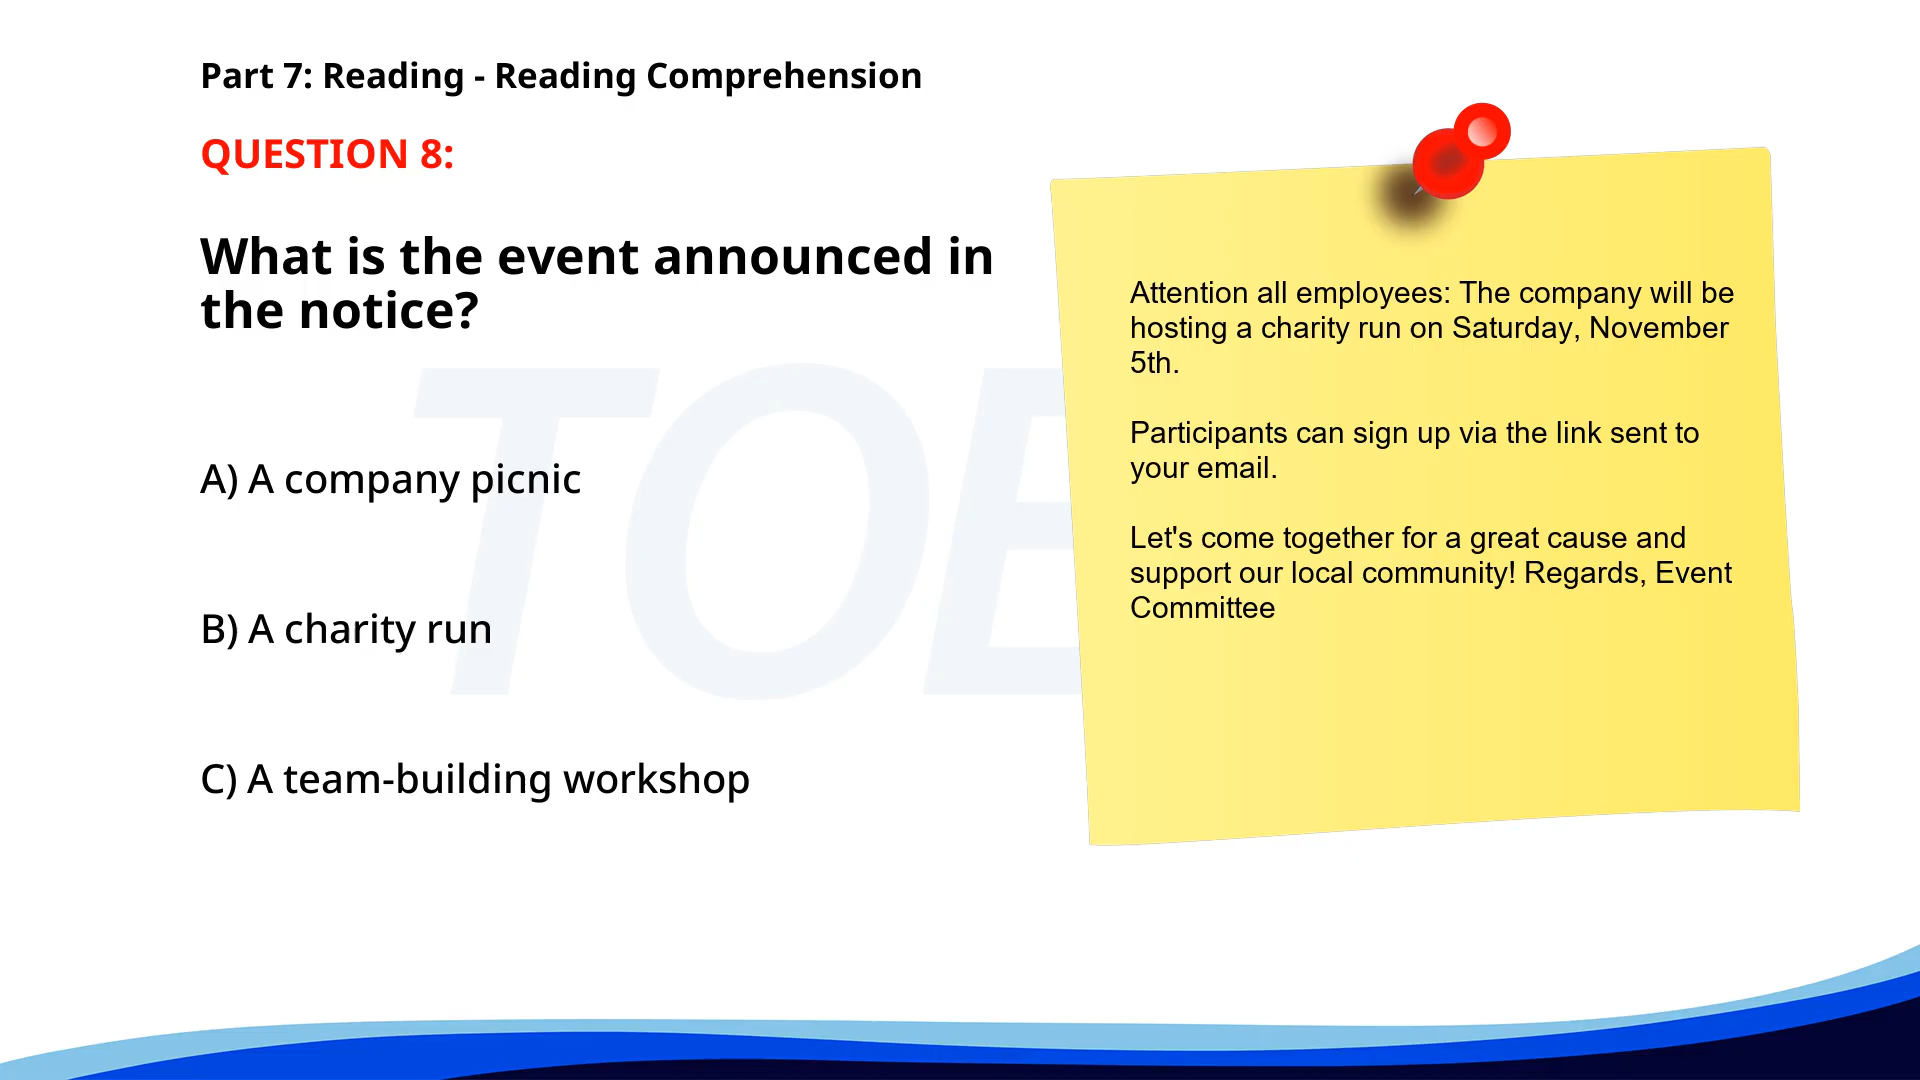 Part 7: Reading - Reading Comprehension
QUESTION 8:
What is the event announced in
the notice?
A) A company picnic
B) A charity run
C) A team-building workshop
Attention all employees: The company will be
hosting a charity run on Saturday, November
5th.
Participants can sign up via the link sent to
your email.
Let's come together for a great cause and
support our local community! Regards, Event
Committee